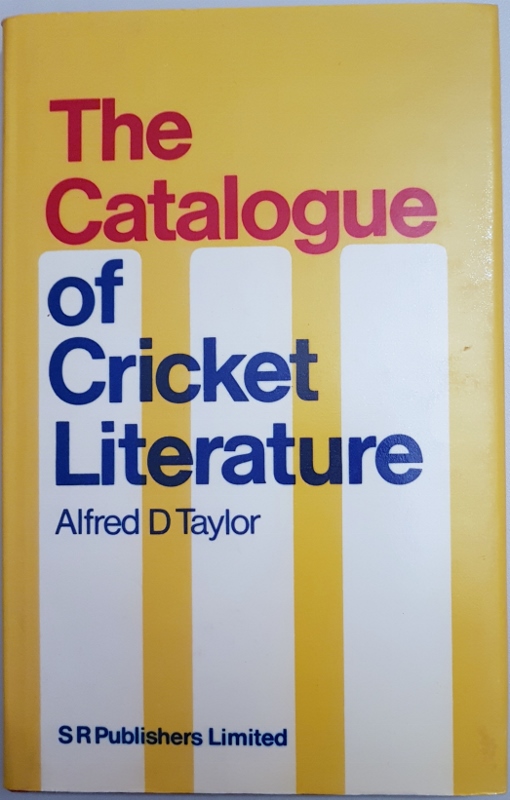 The
Catalogue
of
Cricket
Literature
Alfred D Taylor
S R Publishers Limited